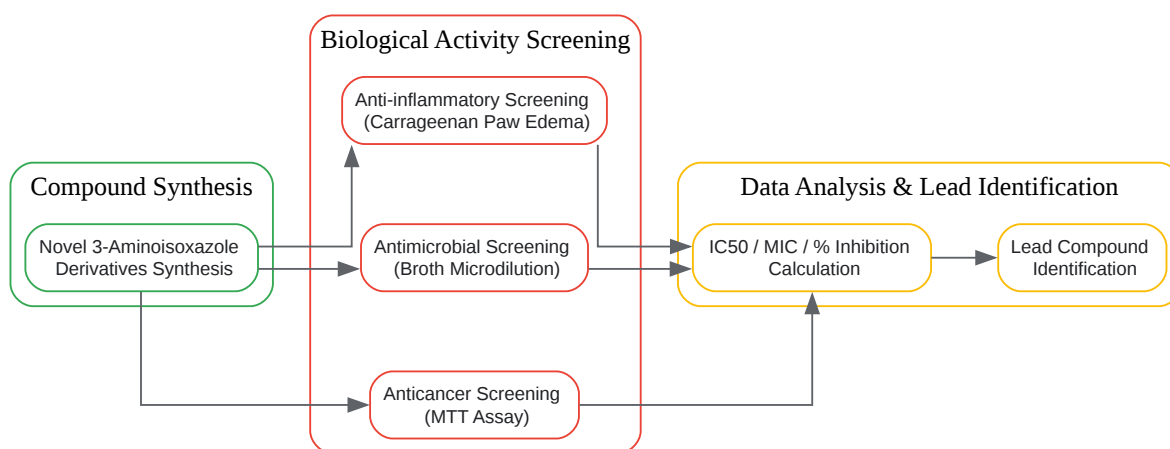 Compound Synthesis
Novel 3-Aminoisoxazole
Derivatives Synthesis
Biological Activity Screening
Anti-inflammatory Screening
(Carrageenan Paw Edema)
Antimicrobial Screening
(Broth Microdilution)
Anticancer Screening
(MTT Assay)
Data Analysis & Lead Identification
IC50 / MIC / % Inhibition
Calculation
Lead Compound
Identification